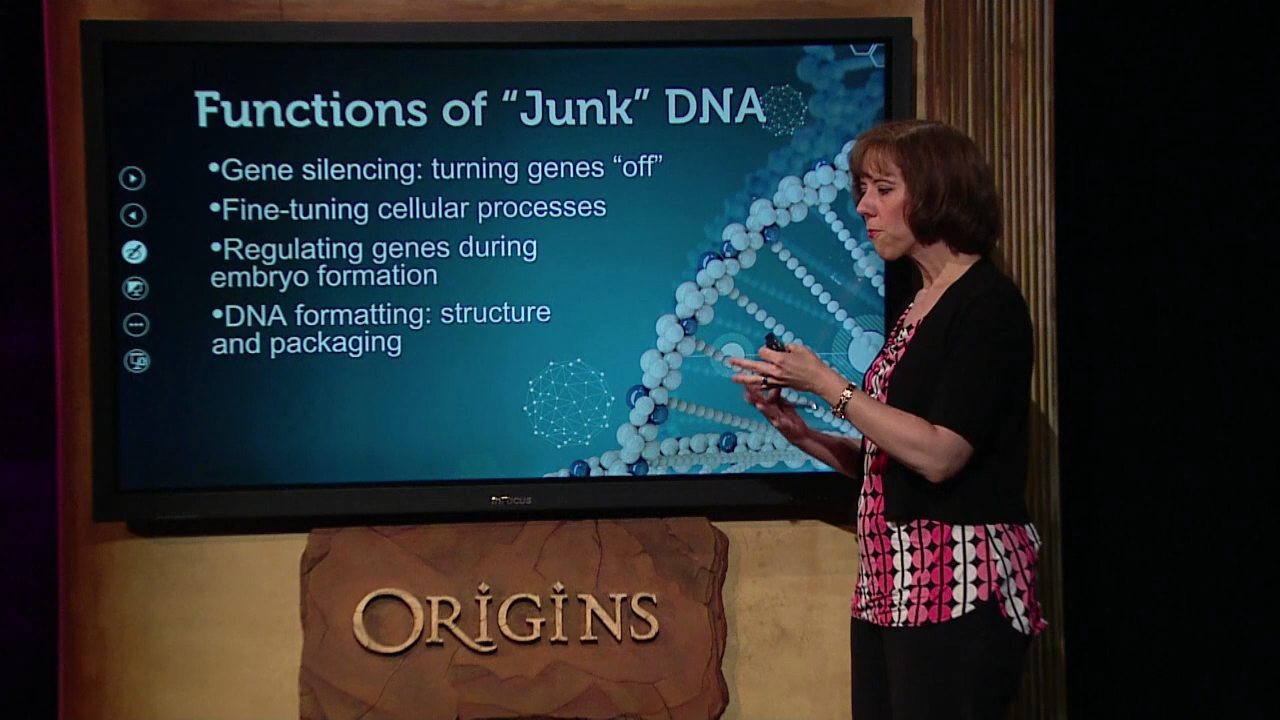 Functions of “Junk” DNA
•Gene silencing: turning genes “off”
•Fine-tuning cellular processes
•Regulating genes during
embryo formation
•DNA formatting: structure
and packaging
InFocus
ORIGINS